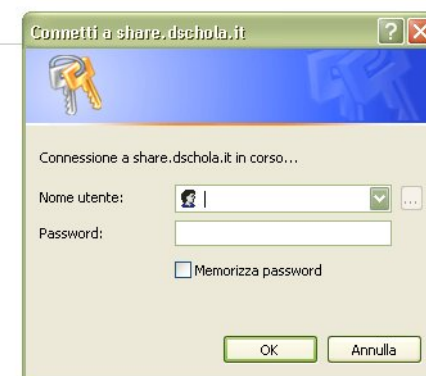 Connetti a share.dschola.it
Connessione a share.dschola.it in corso...
Nome utente:
Password:
Memorizza password
OK
Annulla